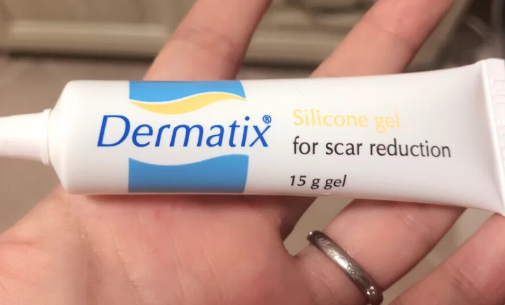 Dermatix®
Silicone gel
for scar reduction
15 g gel